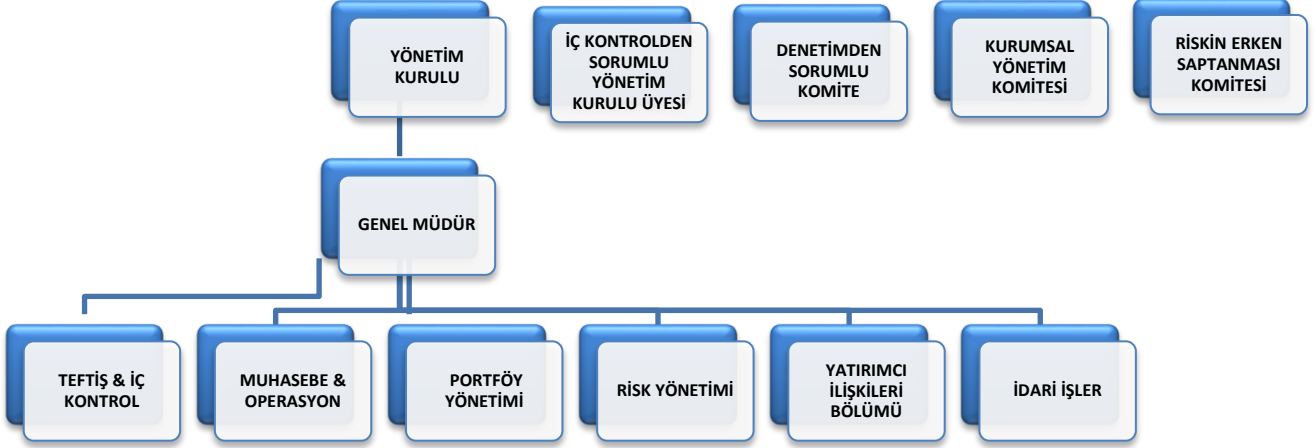 YÖNETİM
KURULU
İÇ KONTROLDEN
SORUMLU
YÖNETİM
KURULU ÜYESİ
DENETİMDEN
SORUMLU
KOMİTE
KURUMSAL
YÖNETİM
KOMİTESİ
RİSKİN ERKEN
SAPTANMASI
KOMİTESİ
GENEL MÜDÜR
TEFTİŞ & İÇ
KONTROL
MUHASEBE &
OPERASYON
PORTFÖY
YÖNETİMİ
RİSK YÖNETİMİ
YATIRIMCI
İLİŞKİLERİ
BÖLÜMÜ
İDARİ İŞLER